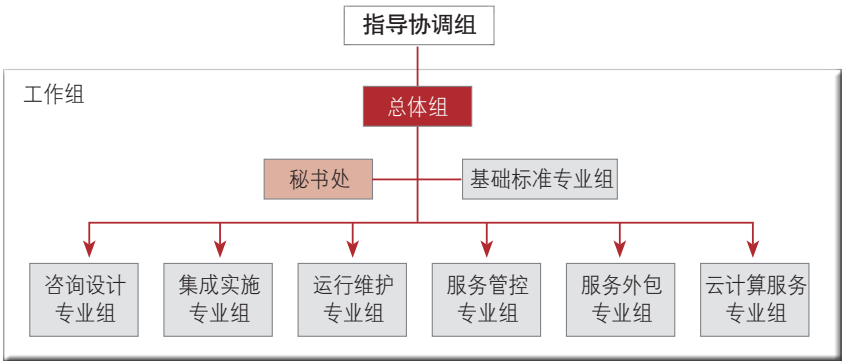 指导协调组
工作组
总体组
秘书处
基础标准专业组
咨询设计
专业组
集成实施
专业组
运行维护
专业组
服务管控
专业组
服务外包
专业组
云计算服务
专业组